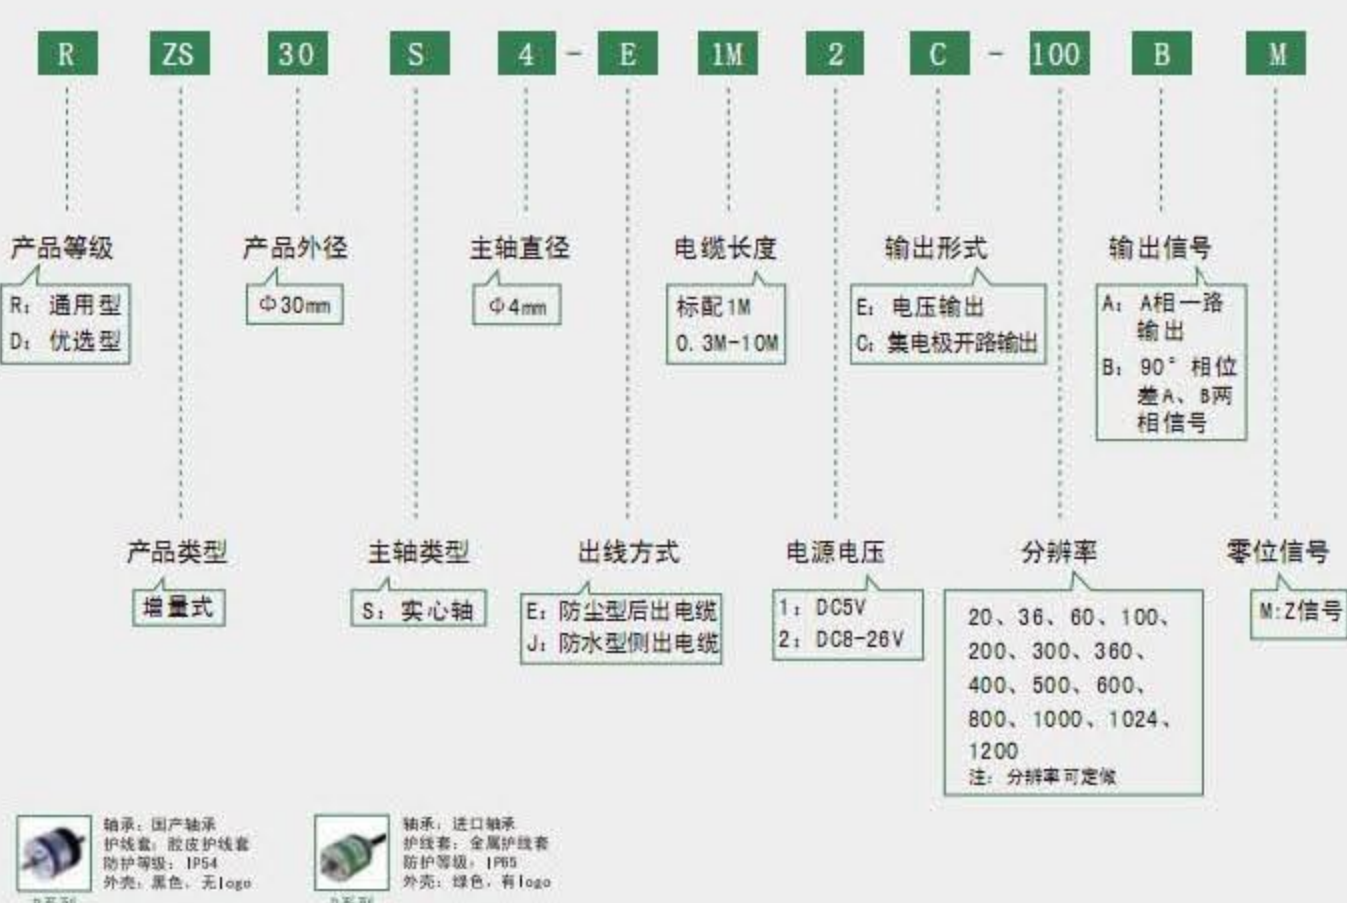 R ZS 30 S 4 - E 1M 2 C - 100 B M
产品等级
R: 通用型
D: 优选型
产品外径
Φ30mm
主轴直径
Φ4mm
电缆长度
标配1M
0.3M-10M
输出形式
E: 电压输出
C: 集电极开路输出
输出信号
A: A相一路
输出
B: 90°相位
差A、B两
相信号
产品类型
增量式
主轴类型
S: 实心轴
出线方式
E: 防尘型后出电缆
J: 防水型侧出电缆
电源电压
1: DC5V
2: DC8-26V
分辨率
20、36、60、100、
200、300、360、
400、500、600、
800、1000、1024、
1200
注: 分辨率可定做
零位信号
M:Z信号
轴承: 国产轴承
护线套: 胶皮护线套
防护等级: IP54
外壳: 黑色, 无logo
轴承: 进口轴承
护线套: 金属护线套
防护等级: IP65
外壳: 绿色, 有logo